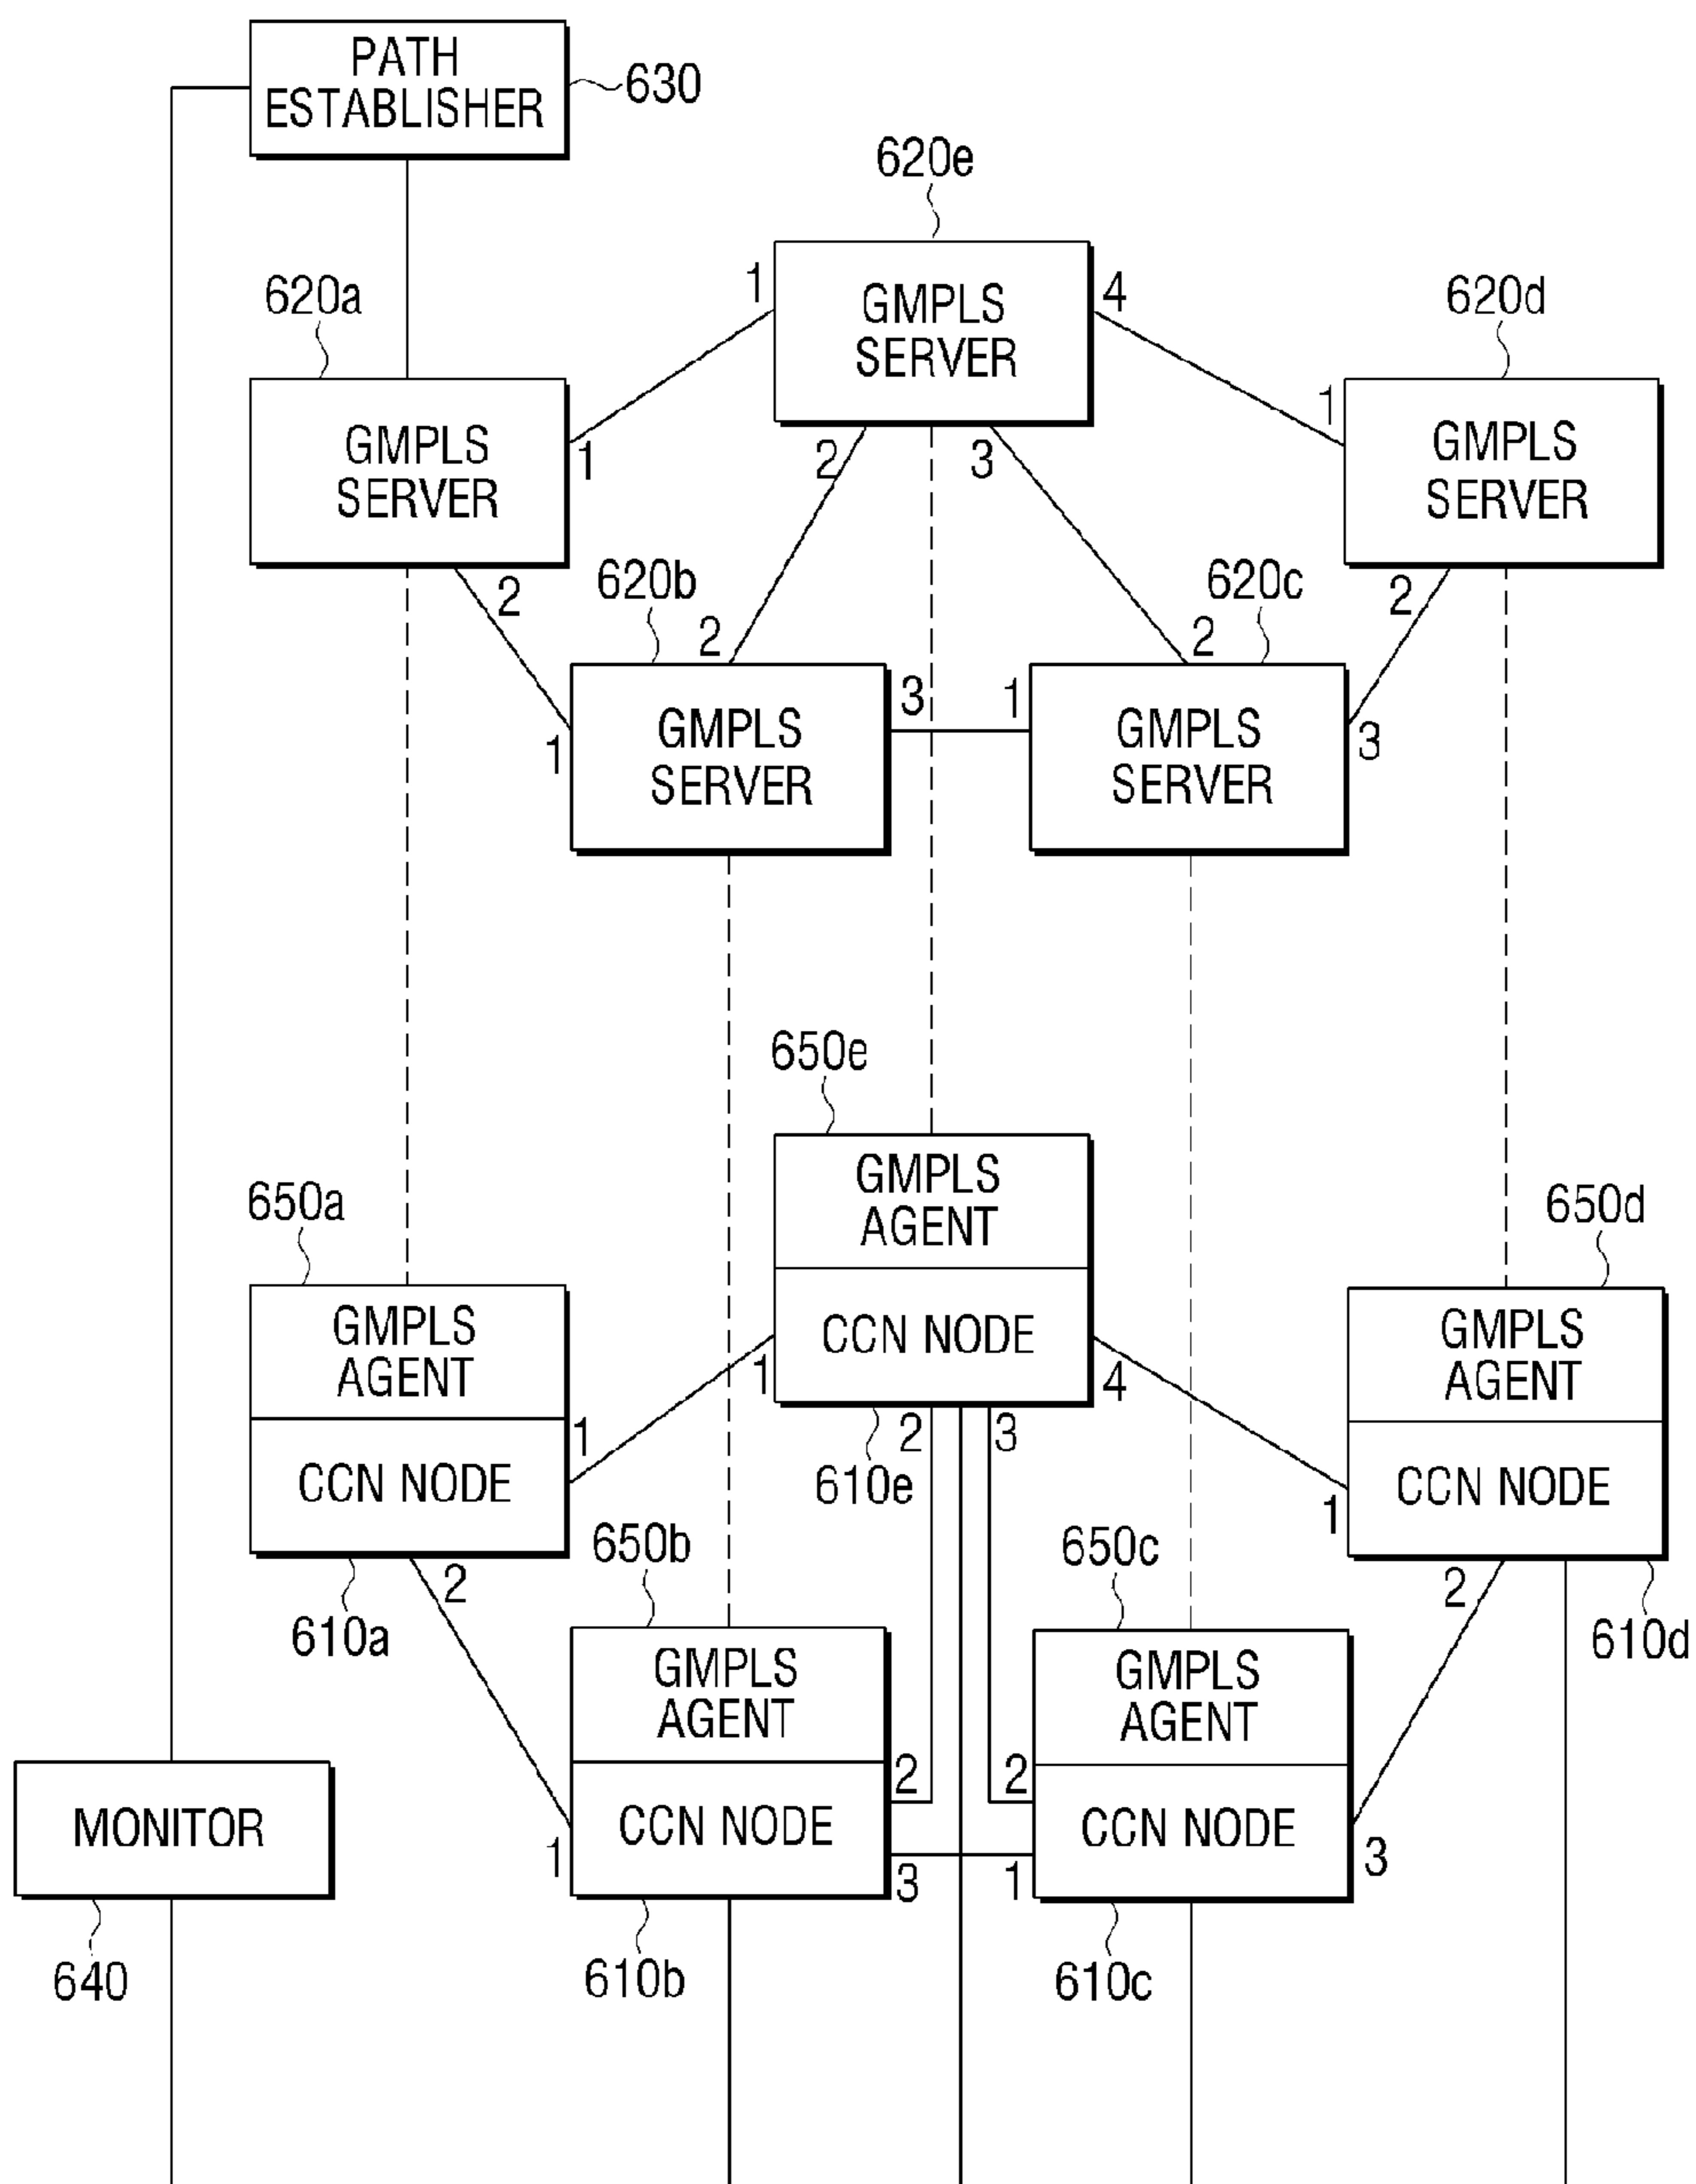 PATH
ESTABLISHER
630
620e
620a
1
GMPLS
SERVER
4
620d
1
GMPLS
SERVER
1
2
3
GMPLS
SERVER
2
620b
2
620c
2
2
1
GMPLS
SERVER
3
1
GMPLS
SERVER
3
650e
GMPLS
AGENT
650a
650d
GMPLS
AGENT
CCN NODE
1
4
GMPLS
AGENT
1
CCN NODE
2
3
610e
CCN NODE
1
2
610a
650b
650c
2
610d
GMPLS
AGENT
GMPLS
AGENT
2
2
MONITOR
CCN NODE
CCN NODE
1
3
1
3
640
610b
610c